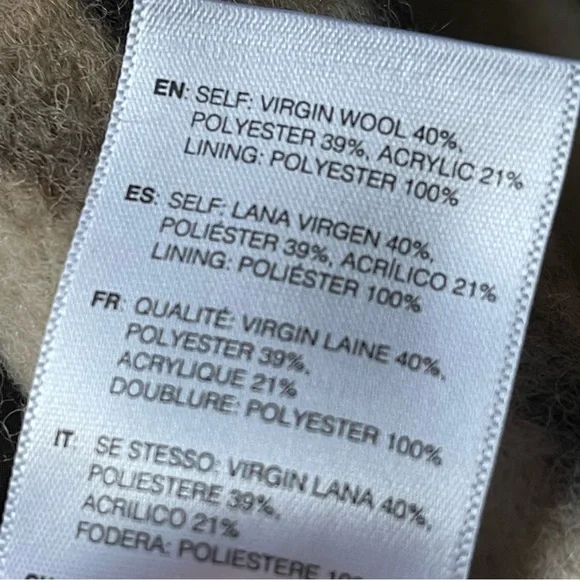 EN: SELF: VIRGIN WOOL 40%,
POLYESTER 39%, ACRYLIC 21%
LINING: POLYESTER 100%
ES: SELF: LANA VIRGEN 40%,
POLIÉSTER 39%, ACRÍLICO 21%
LINING: POLIÉSTER 100%
FR: QUALITÉ: VIRGIN LAINE 40%,
POLYESTER 39%,
ACRYLIQUE 21%
DOUBLURE: POLYESTER 100%
IT: SE STESSO: VIRGIN LANA 40%,
POLIESTERE 39%,
ACRILICO 21%
FODERA: POLIESTERE